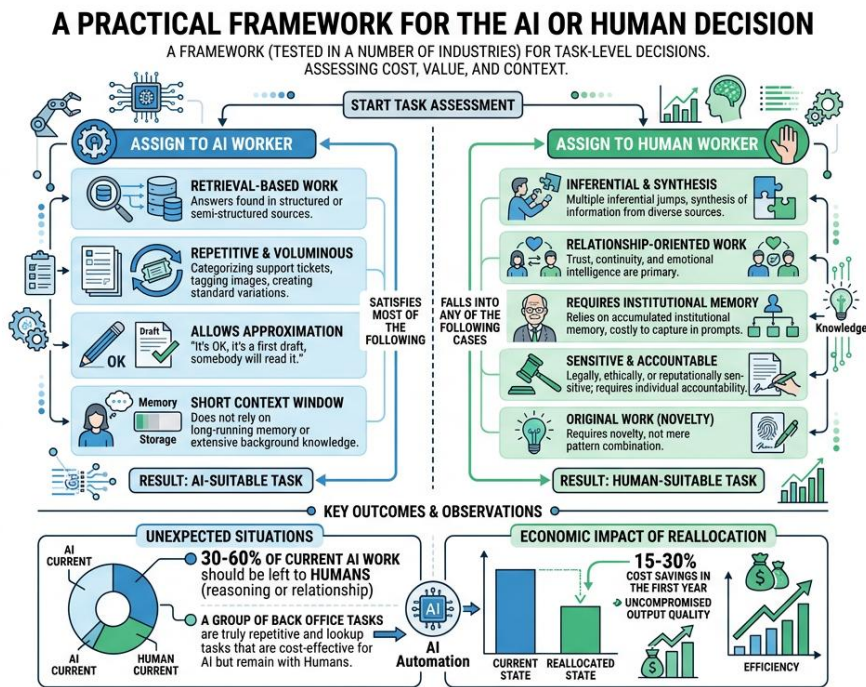 A PRACTICAL FRAMEWORK FOR THE AI OR HUMAN DECISION
A FRAMEWORK (TESTED IN A NUMBER OF INDUSTRIES) FOR TASK-LEVEL DECISIONS.
ASSESSING COST, VALUE, AND CONTEXT.
START TASK ASSESSMENT
ASSIGN TO AI WORKER
RETRIEVAL-BASED WORK
Answers found in structured or
semi-structured sources.
REPETITIVE & VOLUMINOUS
Categorizing support tickets,
tagging images, creating
standard variations.
OK
Draft
ALLOWS APPROXIMATION
"It's OK, it's a first draft,
somebody will read it."
Memory
Storage
SHORT CONTEXT WINDOW
Does not rely on
long-running memory or
extensive background knowledge.
SATISFIES
MOST OF
THE
FOLLOWING
RESULT: AI-SUITABLE TASK
ASSIGN TO HUMAN WORKER
FALLS INTO
ANY OF THE
FOLLOWING
CASES
INFERENTIAL & SYNTHESIS
Multiple inferential jumps, synthesis of
information from diverse sources.
RELATIONSHIP-ORIENTED WORK
Trust, continuity, and emotional
intelligence are primary.
REQUIRES INSTITUTIONAL MEMORY
Relies on accumulated institutional
memory, costly to capture in prompts.
SENSITIVE & ACCOUNTABLE
Legally, ethically, or reputationally sen-
sitive; requires individual accountability.
ORIGINAL WORK (NOVELTY)
Requires novelty, not mere
pattern combination.
Knowledge
RESULT: HUMAN-SUITABLE TASK
KEY OUTCOMES & OBSERVATIONS
UNEXPECTED SITUATIONS
AI
CURRENT
AI
CURRENT
HUMAN
CURRENT
30-60% OF CURRENT AI WORK
should be left to HUMANS
(reasoning or relationship)
A GROUP OF BACK OFFICE TASKS
are truly repetitive and lookup
tasks that are cost-effective for
AI but remain with Humans.
AI
AI
Automation
ECONOMIC IMPACT OF REALLOCATION
CURRENT
STATE
REALLOCATED
STATE
15-30%
COST SAVINGS IN
THE FIRST YEAR
UNCOMPROMISED
OUTPUT QUALITY
$
$
$
EFFICIENCY